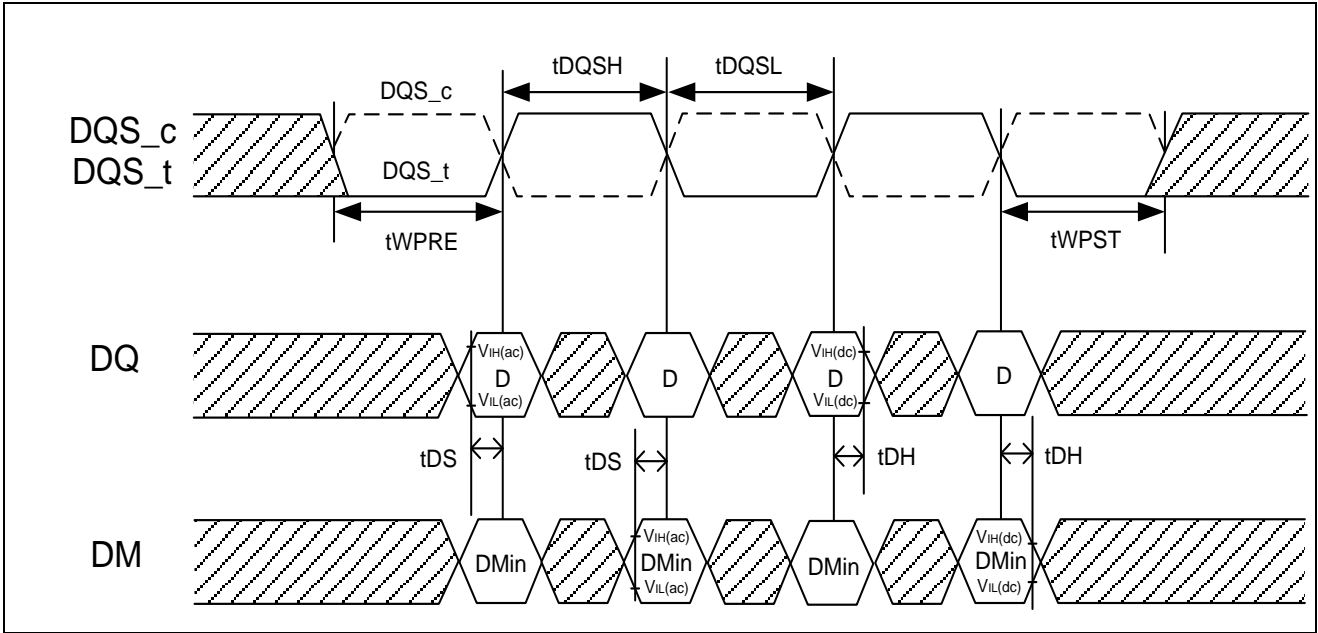 tDQSH
tDQSL
DQS_c
DQS_c
DQS_t
DQS_t
tWPRE
tWPST
DQ
VIH(ac)
D
VIL(ac)
D
VIH(dc)
D
VIL(dc)
D
tDS
tDS
tDH
tDH
DM
DMin
VIH(ac)
DMin
VIL(ac)
DMin
VIH(dc)
DMin
VIL(dc)